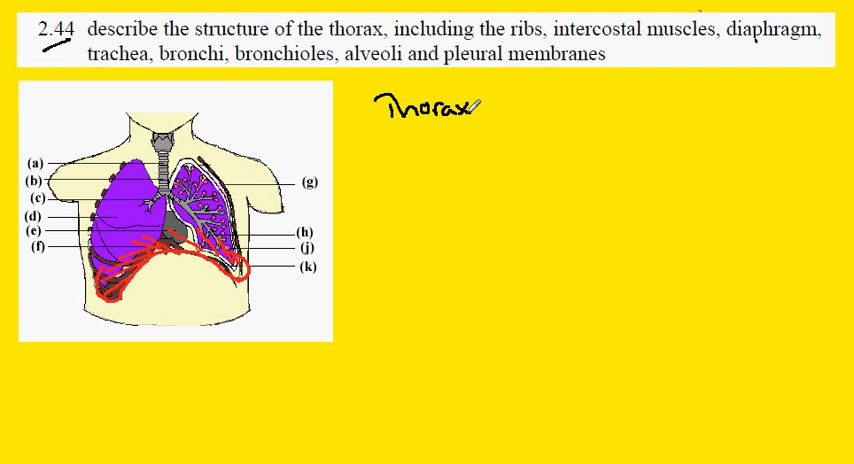 2.44 describe the structure of the thorax, including the ribs, intercostal muscles, diaphragm,
trachea, bronchi, bronchioles, alveoli and pleural membranes
Thorax
(a)
(b)
(c)
(d)
(e)
(f)
(g)
(h)
(j)
(k)